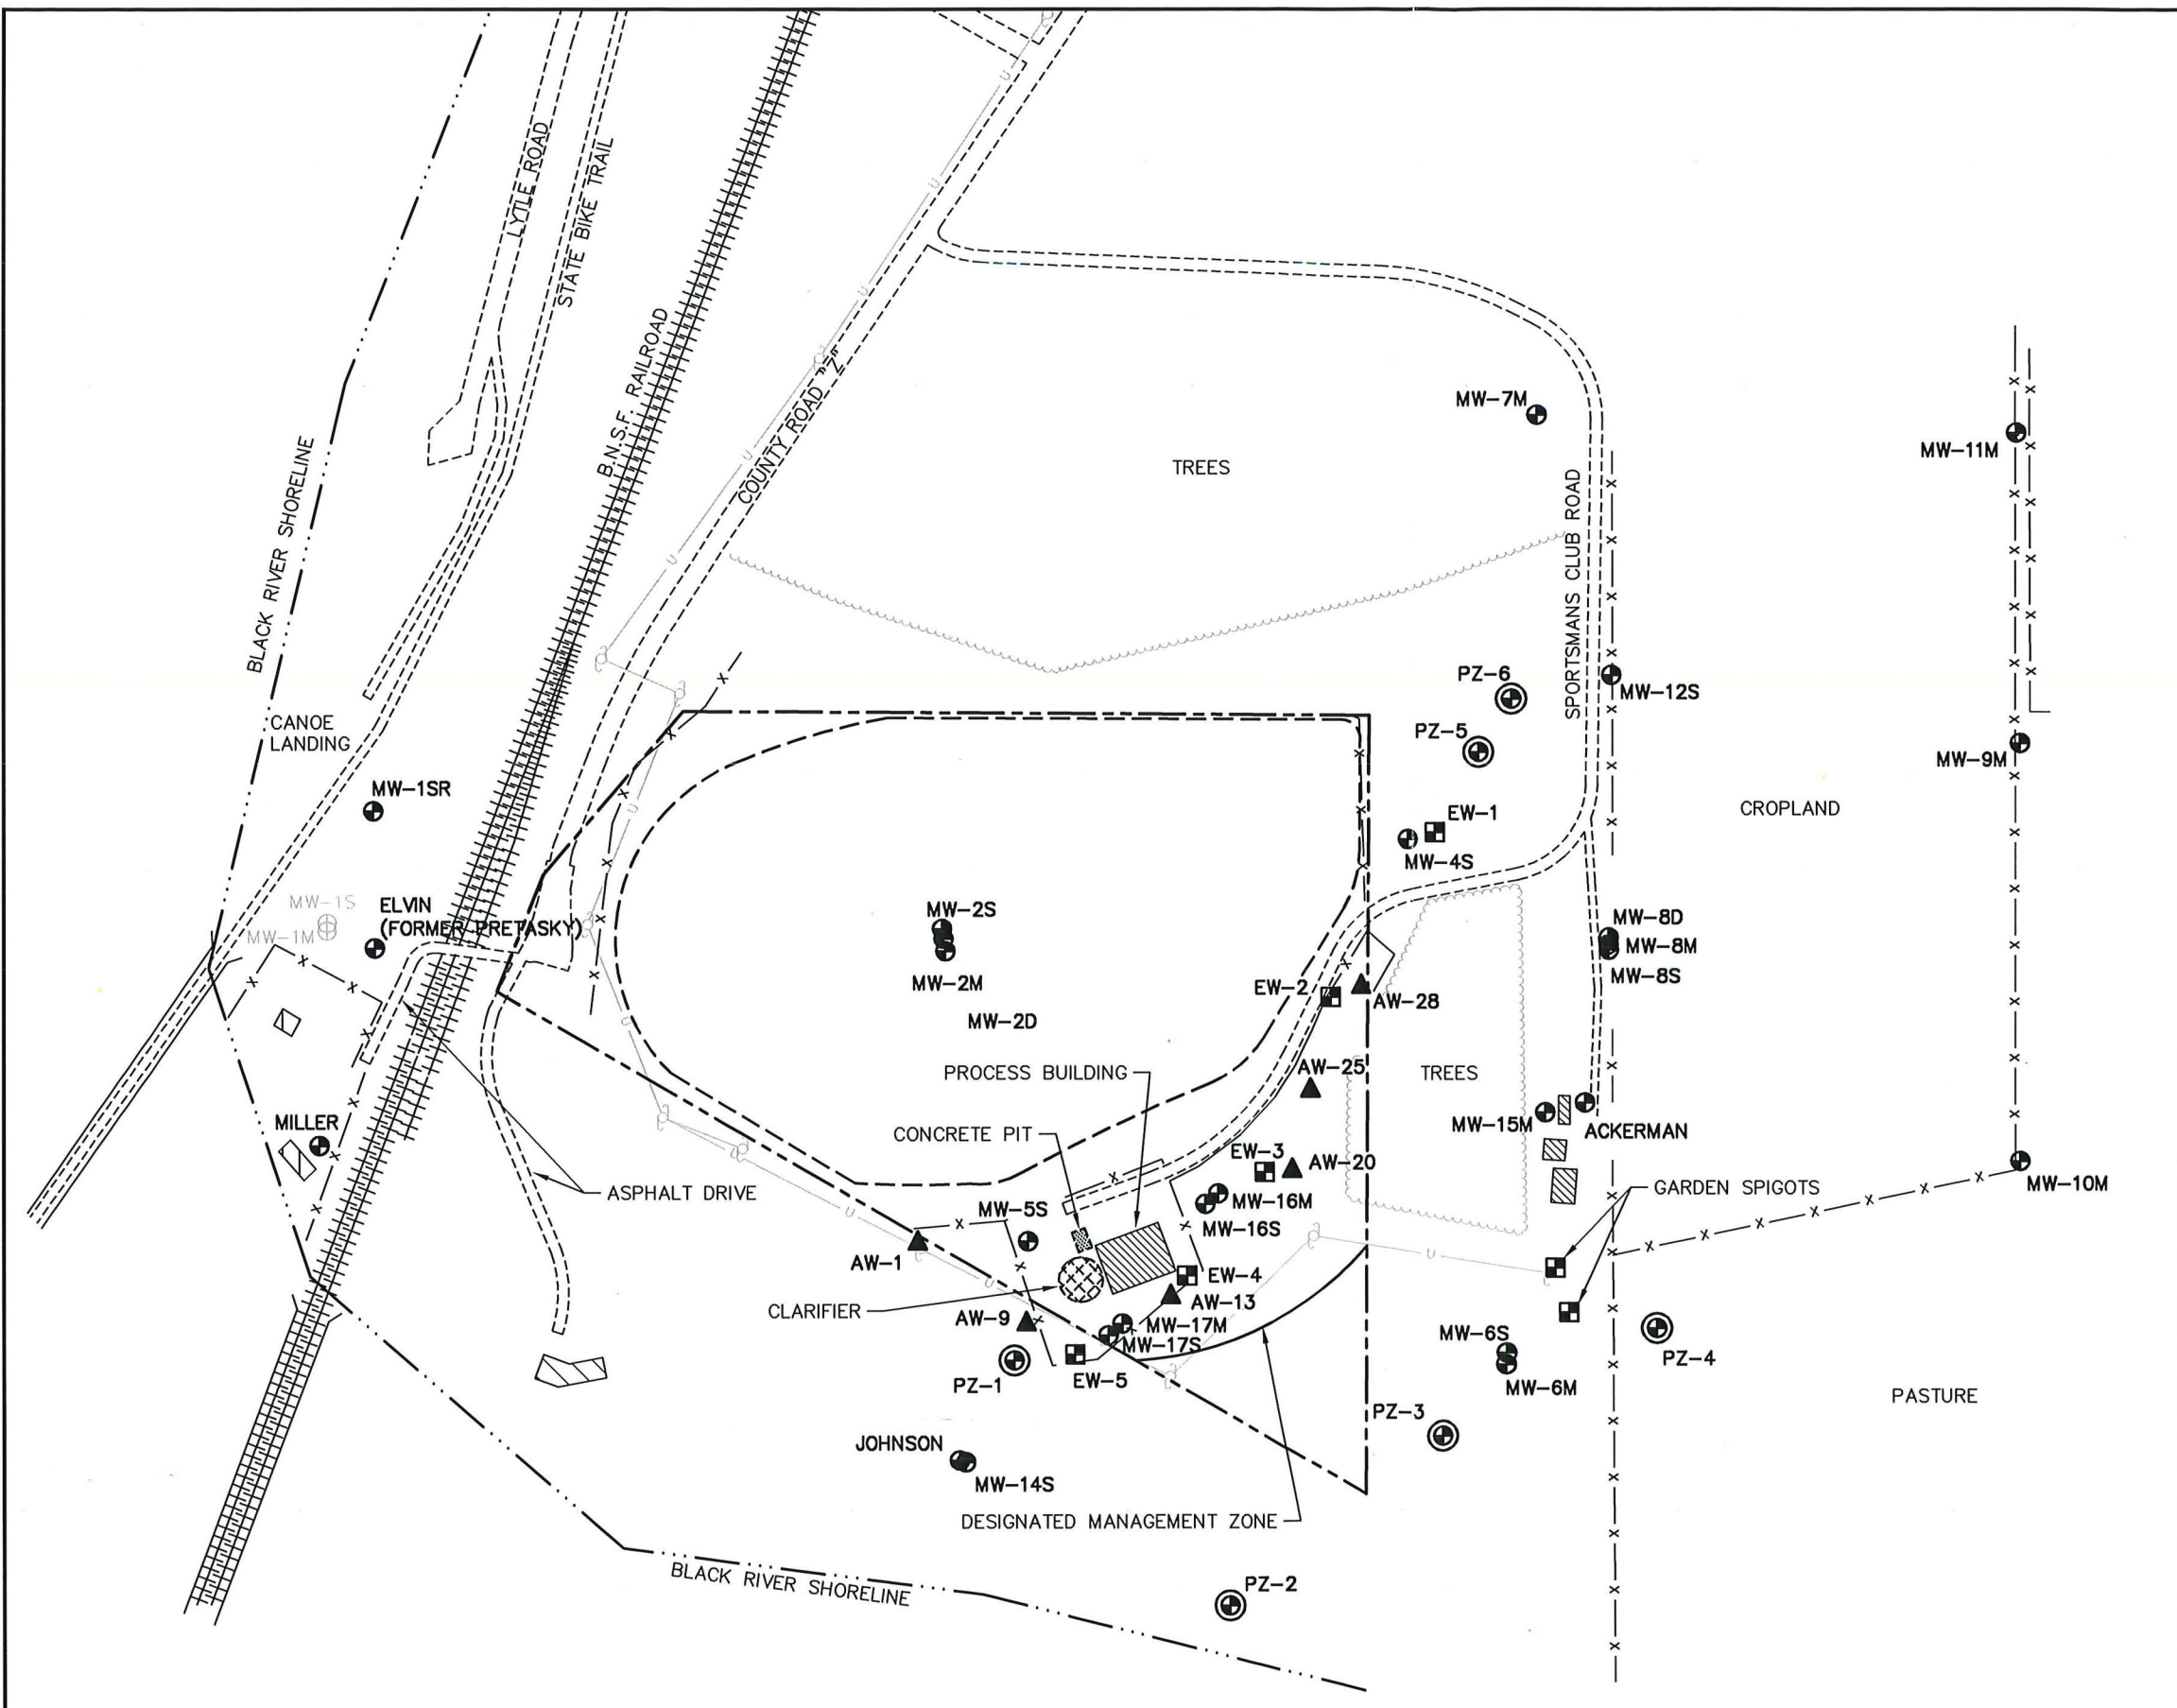 LYTLE ROAD
STATE BIKE TRAIL
B.N.S.F. RAILROAD
COUNTY ROAD "Z"
BLACK RIVER SHORELINE
MW-7M
MW-11M
TREES
SPORTSMANS CLUB ROAD
PZ-6
MW-12S
PZ-5
MW-9M
CANOE
LANDING
MW-1SR
EW-1
MW-4S
CROPLAND
MW-1S
MW-1M
ELVIN
(FORMER PRETASKY)
MW-2S
MW-2M
MW-2D
MW-8D
MW-8M
MW-8S
EW-2
AW-28
PROCESS BUILDING
AW-25
TREES
MILLER
CONCRETE PIT
MW-15M
ACKERMAN
EW-3
AW-20
ASPHALT DRIVE
MW-16M
MW-16S
MW-5S
GARDEN SPIGOTS
MW-10M
AW-1
EW-4
AW-13
CLARIFIER
AW-9
MW-17M
MW-17S
MW-6S
MW-6M
PZ-4
PZ-1
EW-5
PASTURE
PZ-3
JOHNSON
MW-14S
DESIGNATED MANAGEMENT ZONE
BLACK RIVER SHORELINE
PZ-2